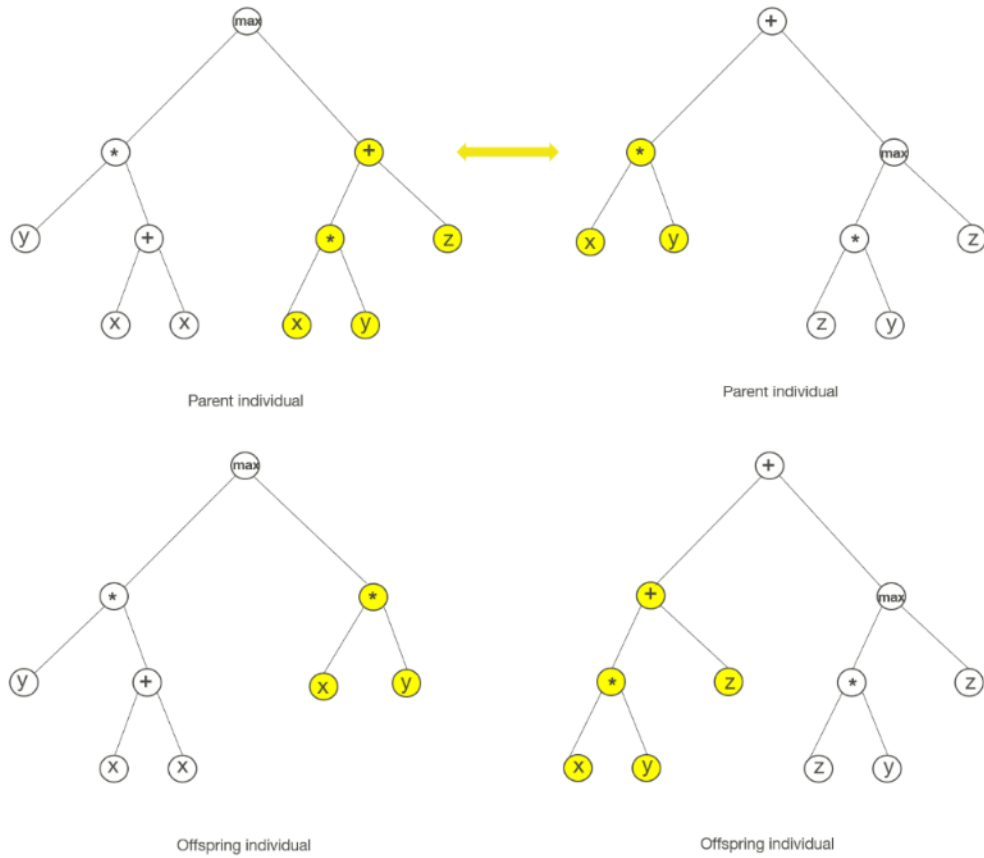 max +
* + * max
y + * z x y * z
x x x y z y
Parent individual Parent individual
max +
* * + max
y + x y * z * z
x x x y z y
Offspring individual Offspring individual